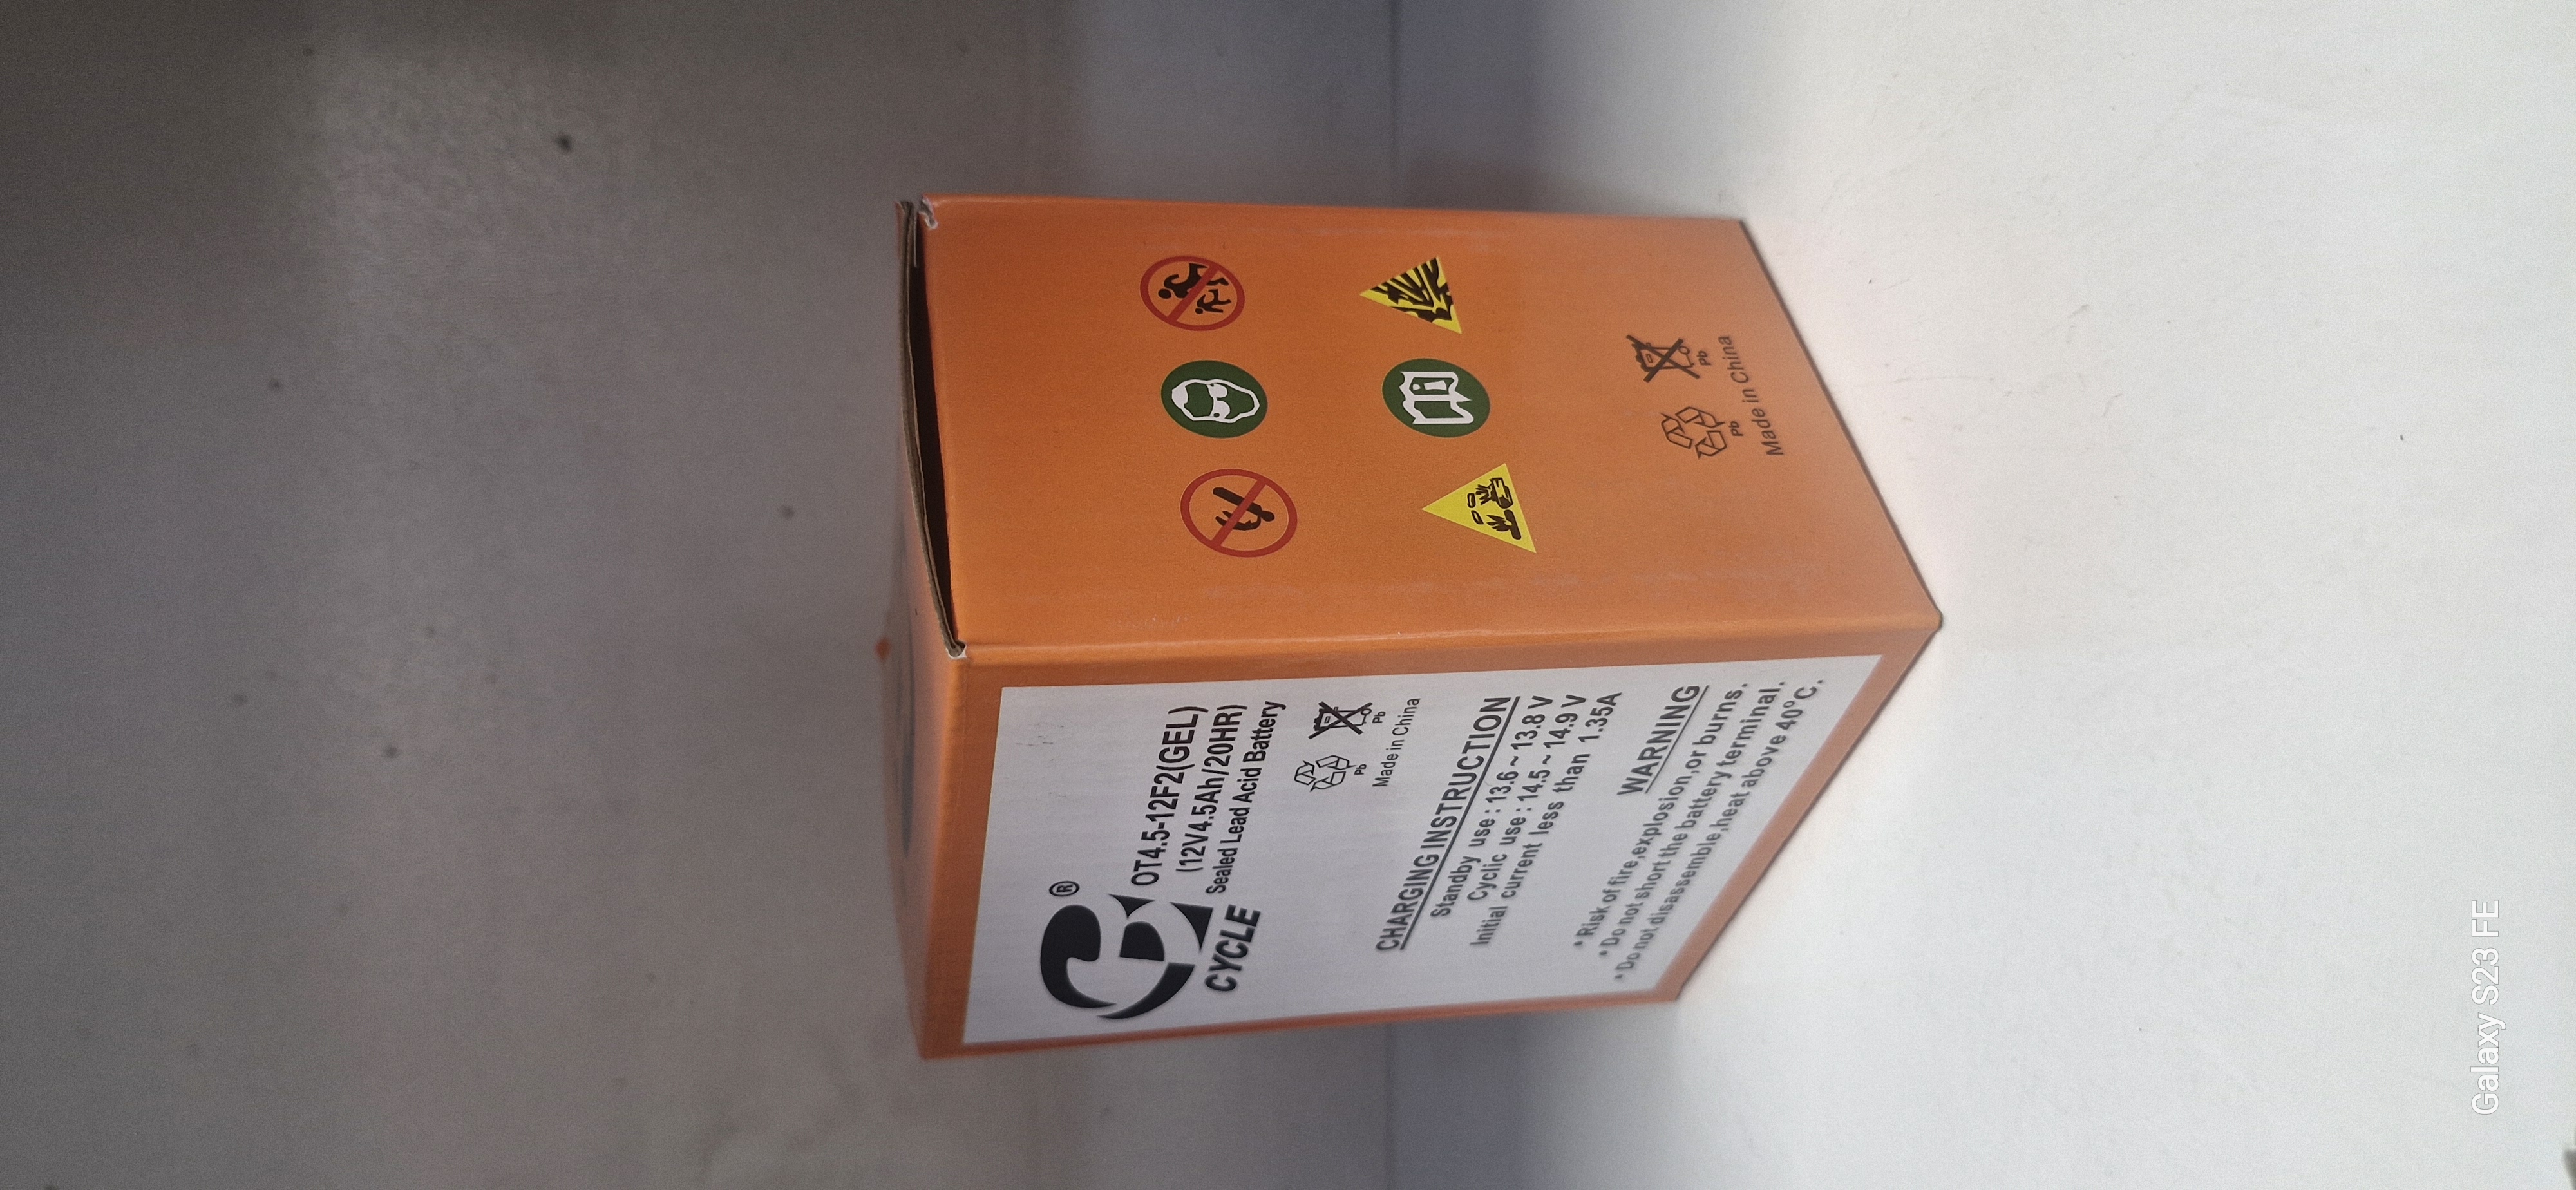 ®
CYCLE
OT4.5-12F2(GEL)
(12V4.5Ah/20HR)
Sealed Lead Acid Battery
Pb
Pb
Made in China
CHARGING INSTRUCTION
Standby use : 13.6 ~ 13.8 V
Cyclic use : 14.5 ~ 14.9 V
Initial current less than 1.35A
WARNING
* Risk of fire,explosion,or burns.
* Do not short the battery terminal.
* Do not disassemble,heat above 40°C.
Pb
Pb
Made in China
Galaxy S23 FE